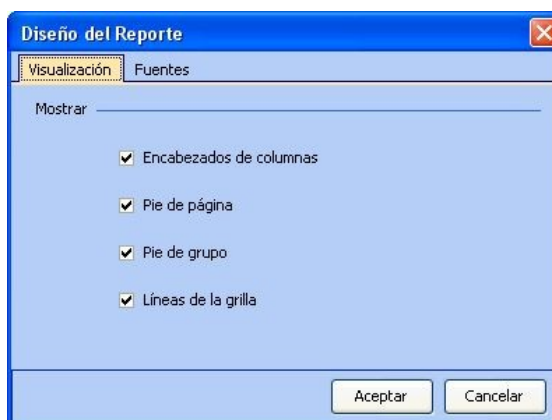 Diseño del Reporte
Visualización Fuentes
Mostrar
Encabezados de columnas
Pie de página
Pie de grupo
Líneas de la grilla
Aceptar Cancelar